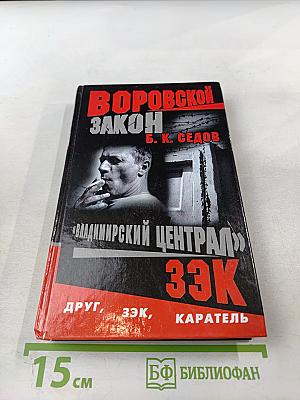 ВОРОВСКОЙ
ЗАКОН
Б. К. СЕДОВ
«ВЛАДИМИРСКИЙ ЦЕНТРАЛ»
ЗЭК
ДРУГ, ЗЭК, КАРАТЕЛЬ
15 см
БФ БИБЛИОФАН